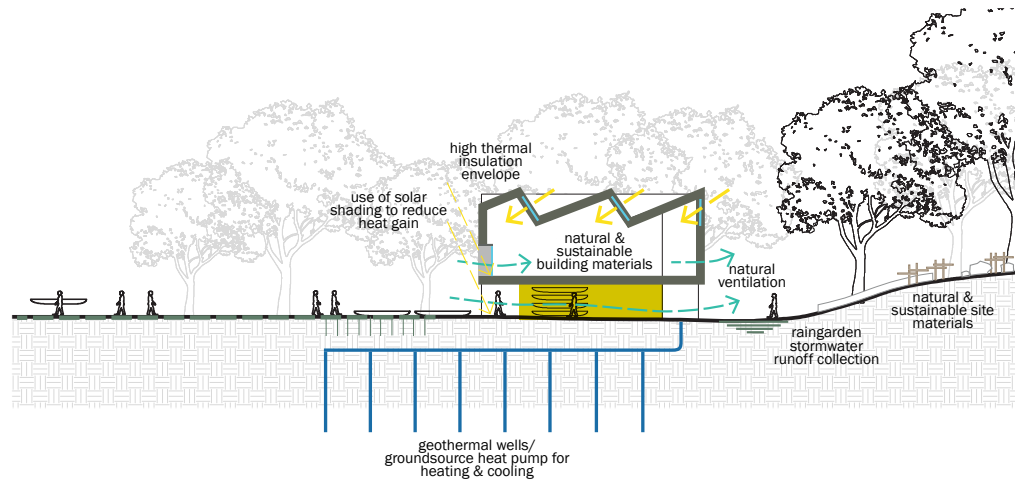 high thermal
insulation
envelope
use of solar
shading to reduce
heat gain
natural &
sustainable
building materials
natural
ventilation
natural &
sustainable site
materials
raingarden
stormwater
runoff collection
geothermal wells/
groundsource heat pump for
heating & cooling